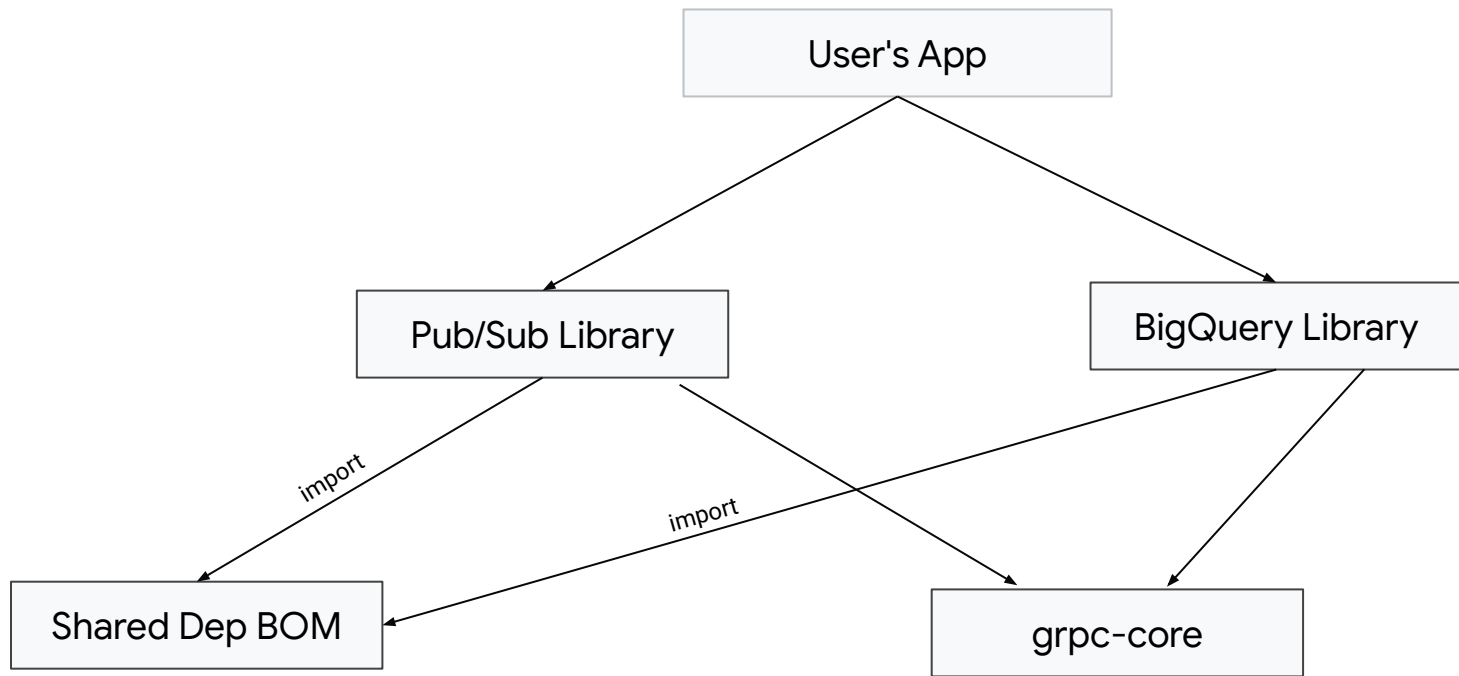 User's App
Pub/Sub Library
BigQuery Library
import
import
Shared Dep BOM
grpc-core